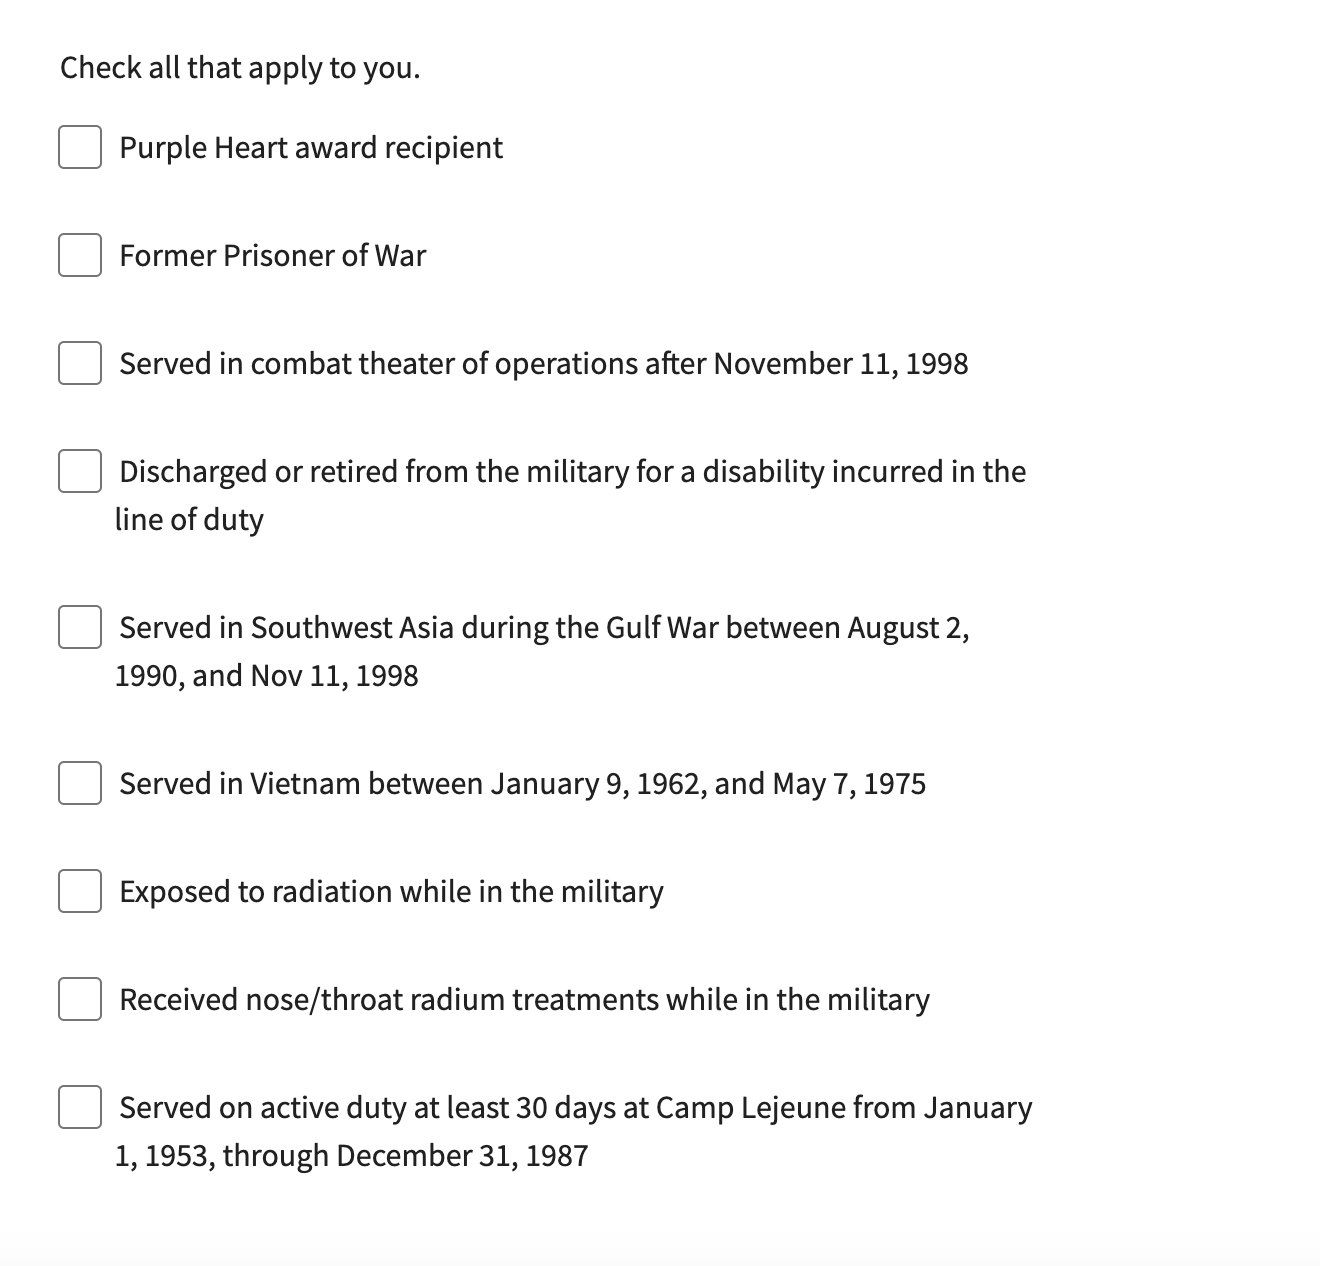 Check all that apply to you.
Purple Heart award recipient
Former Prisoner of War
Served in combat theater of operations after November 11, 1998
Discharged or retired from the military for a disability incurred in the
line of duty
Served in Southwest Asia during the Gulf War between August 2,
1990, and Nov 11, 1998
Served in Vietnam between January 9, 1962, and May 7, 1975
Exposed to radiation while in the military
Received nose/throat radium treatments while in the military
Served on active duty at least 30 days at Camp Lejeune from January
1, 1953, through December 31, 1987